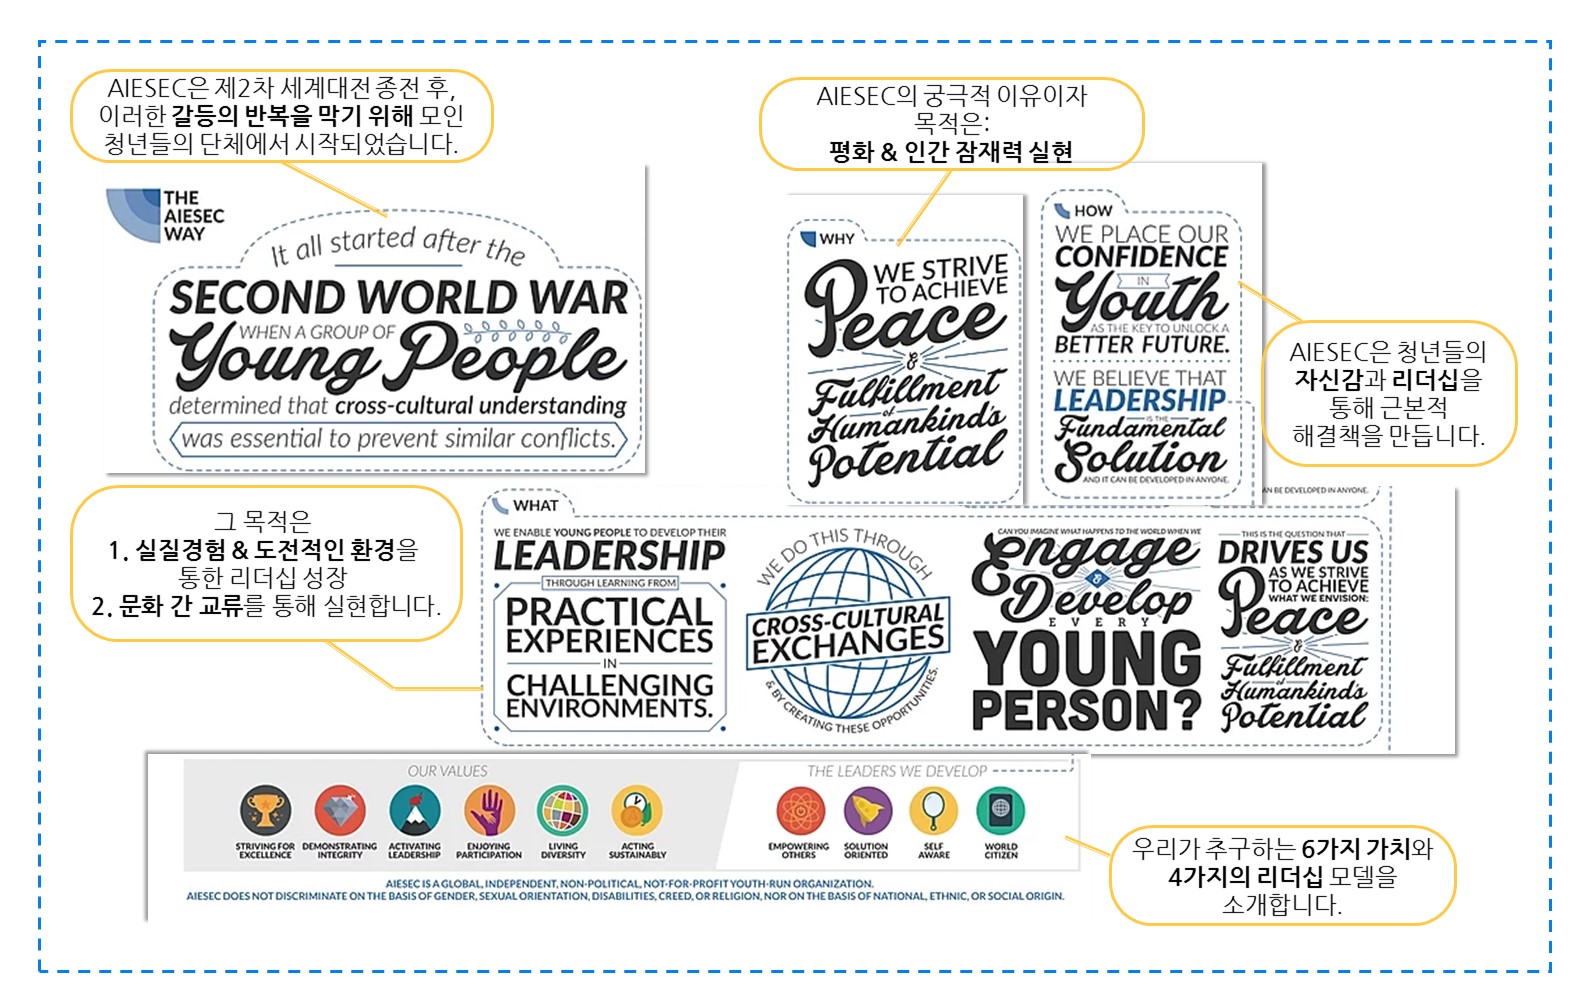 AIESEC은 제2차 세계대전 종전 후,
이러한 갈등의 반복을 막기 위해 모인
청년들의 단체에서 시작되었습니다.
THE
AIESEC
WAY
It all started after the
SECOND WORLD WAR
WHEN A GROUP OF
Young People
determined that cross-cultural understanding
was essential to prevent similar conflicts.
AIESEC의 궁극적 이유이자
목적은:
평화 & 인간 잠재력 실현
WHY
WE STRIVE
TO ACHIEVE
Peace
&
Fulfillment
of
Humankind's
Potential
HOW
WE PLACE OUR
CONFIDENCE
IN
Youth
AS THE KEY TO UNLOCK A
BETTER FUTURE.
WE BELIEVE THAT
LEADERSHIP
IS THE
Fundamental
Solution
AND IT CAN BE DEVELOPED IN ANYONE.
AIESEC은 청년들의
자신감과 리더십을
통해 근본적
해결책을 만듭니다.
그 목적은
1. 실질경험 & 도전적인 환경을
통한 리더십 성장
2. 문화 간 교류를 통해 실현합니다.
AN BE DEVELOPED IN ANYONE.
WHAT
WE ENABLE YOUNG PEOPLE TO DEVELOP THEIR
LEADERSHIP
THROUGH LEARNING FROM
PRACTICAL
EXPERIENCES
IN
CHALLENGING
ENVIRONMENTS.
WE DO THIS THROUGH
CROSS-CULTURAL
EXCHANGES
& BY CREATING THESE OPPORTUNITIES.
CAN YOU IMAGINE WHAT HAPPENS TO THE WORLD WHEN WE
Engage
&
Develop
EVERY
YOUNG
PERSON?
THIS IS THE QUESTION THAT
DRIVES US
AS WE STRIVE
TO ACHIEVE
WHAT WE ENVISION:
Peace
&
Fulfillment
of
Humankind's
Potential
OUR VALUES
STRIVING FOR
EXCELLENCE
DEMONSTRATING
INTEGRITY
ACTIVATING
LEADERSHIP
ENJOYING
PARTICIPATION
LIVING
DIVERSITY
ACTING
SUSTAINABLY
THE LEADERS WE DEVELOP
EMPOWERING
OTHERS
SOLUTION
ORIENTED
SELF
AWARE
WORLD
CITIZEN
AIESEC IS A GLOBAL, INDEPENDENT, NON-POLITICAL, NOT-FOR-PROFIT YOUTH-RUN ORGANIZATION.
AIESEC DOES NOT DISCRIMINATE ON THE BASIS OF GENDER, SEXUAL ORIENTATION, DISABILITIES, CREED, OR RELIGION, NOR ON THE BASIS OF NATIONAL, ETHNIC, OR SOCIAL ORIGIN.
우리가 추구하는 6가지 가치와
4가지의 리더십 모델을
소개합니다.